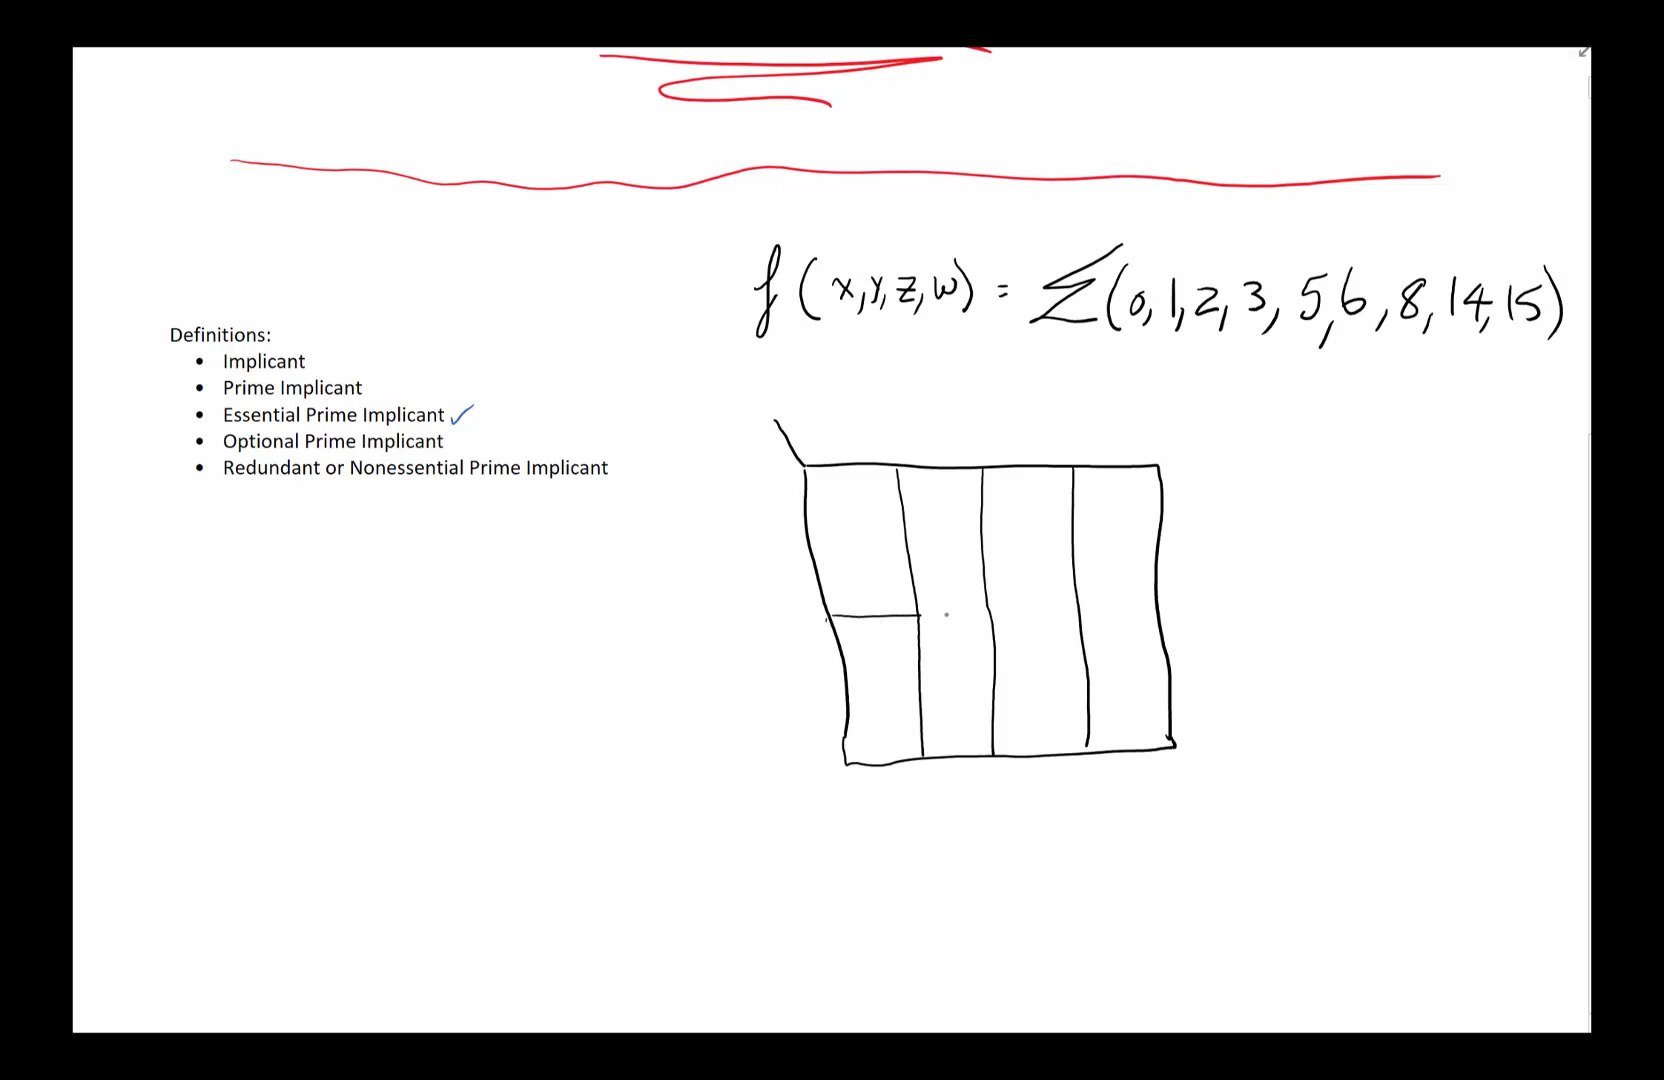 f(x,y,z,w) = Σ(0,1,2,3,5,6,8,14,15)
Definitions:
• Implicant
• Prime Implicant
• Essential Prime Implicant ✓
• Optional Prime Implicant
• Redundant or Nonessential Prime Implicant